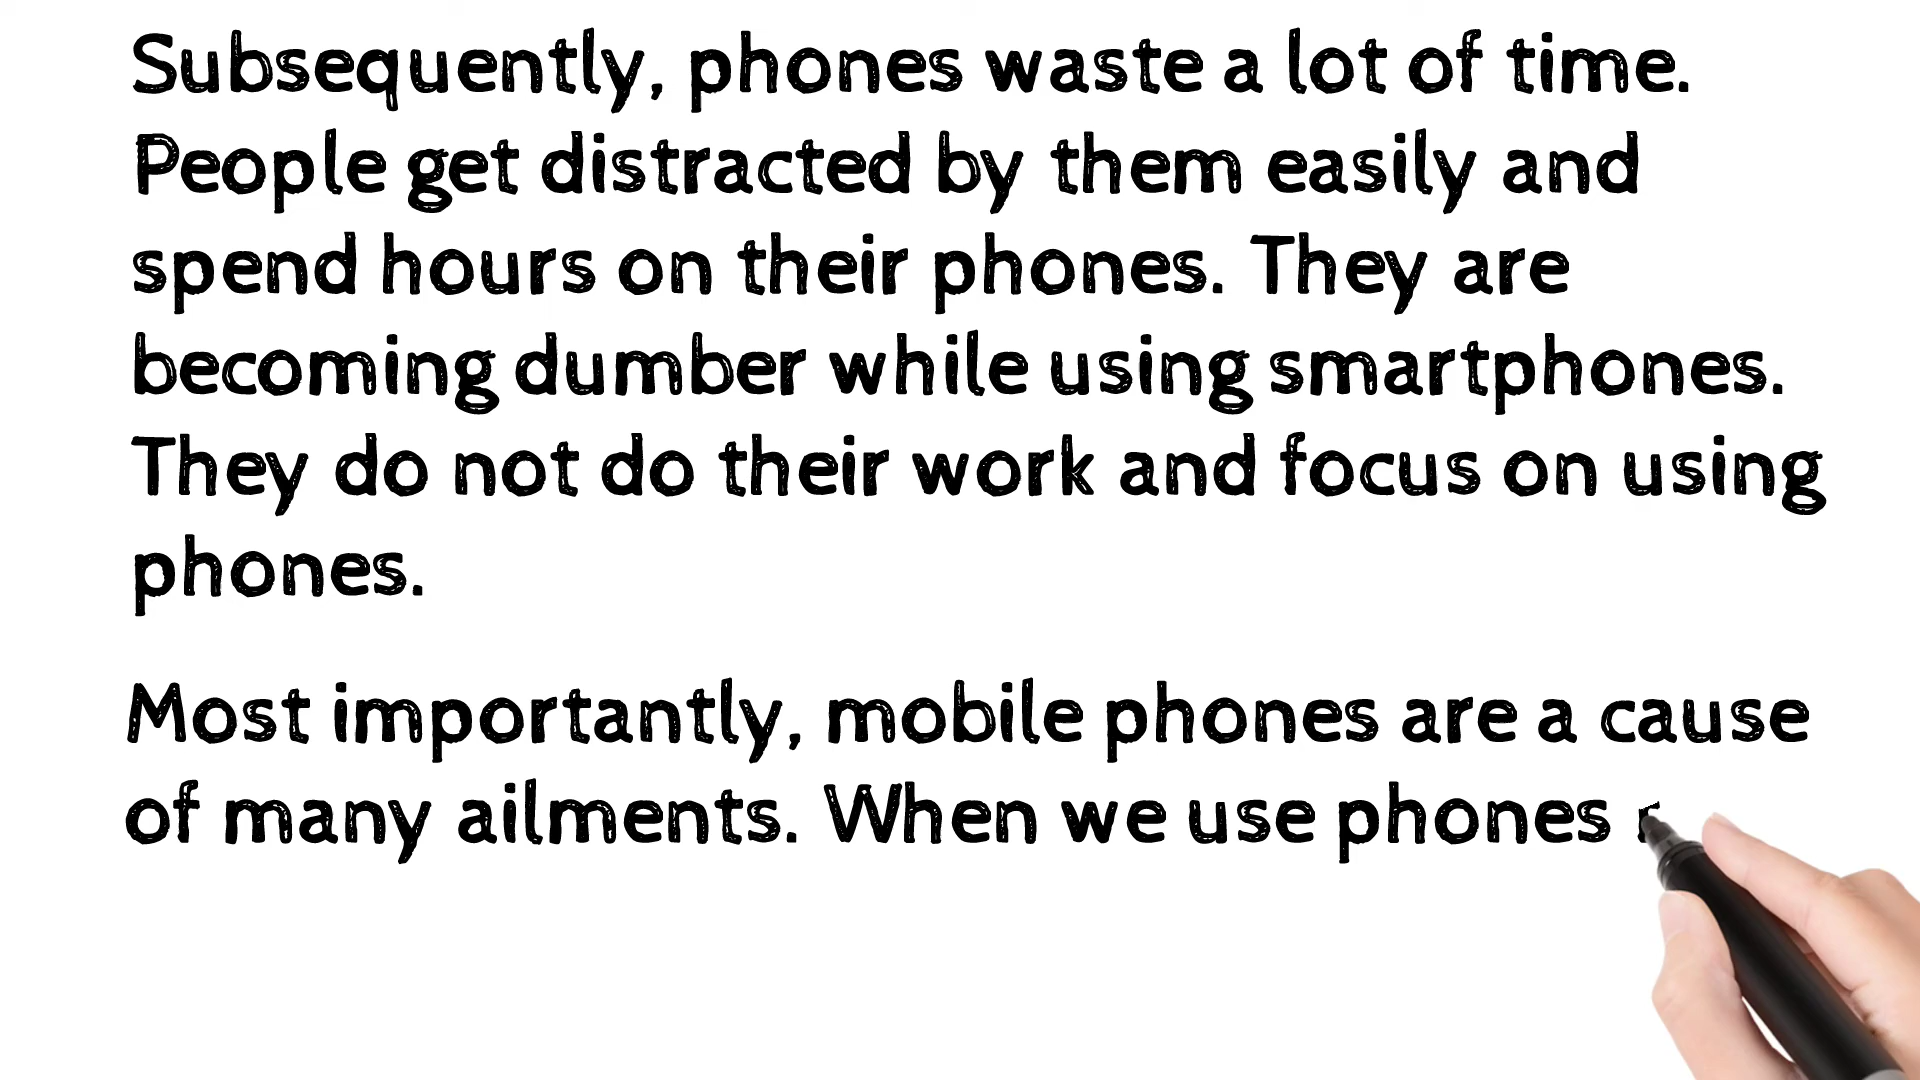 Subsequently, phones waste a lot of time.
People get distracted by them easily and
spend hours on their phones. They are
becoming dumber while using smartphones.
They do not do their work and focus on using
phones.
Most importantly, mobile phones are a cause
of many ailments. When we use phones